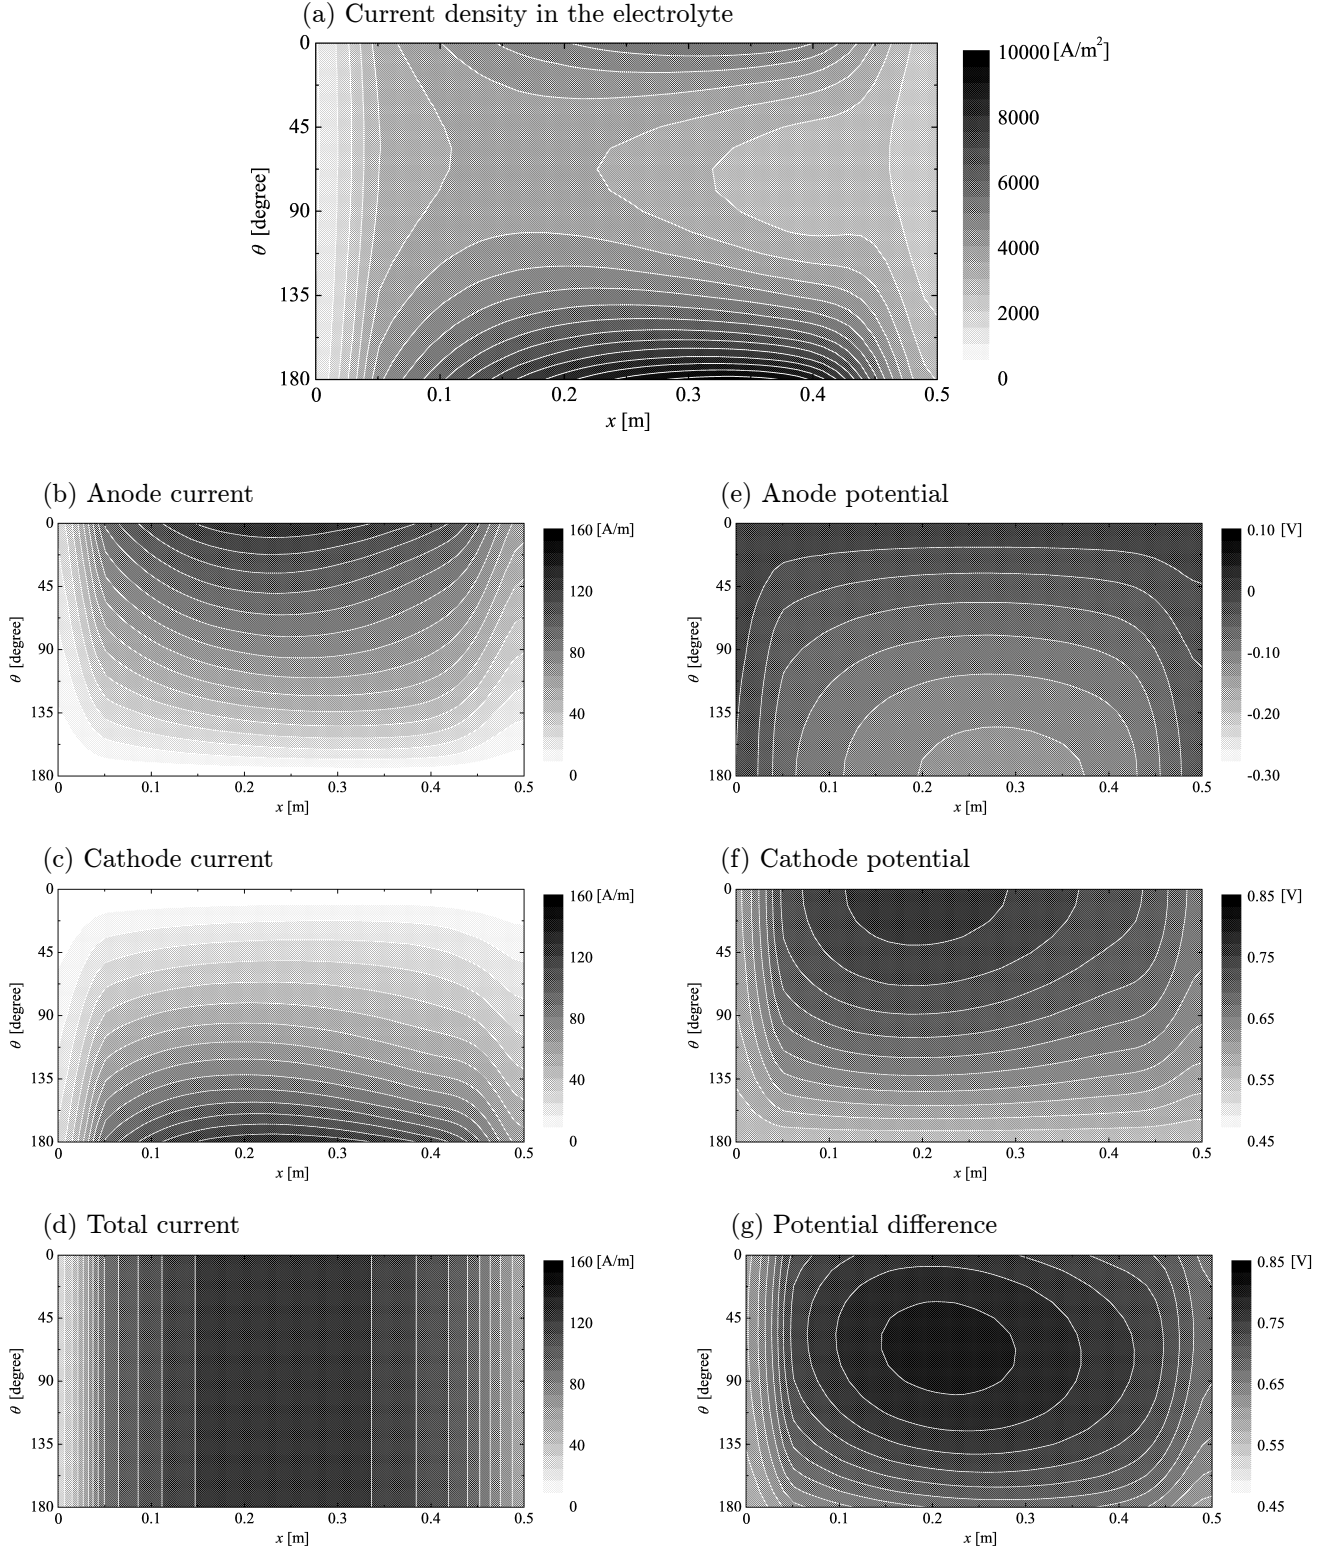 (a) Current density in the electrolyte
0
45
90
135
180
θ [degree]
0 0.1 0.2 0.3 0.4 0.5
x [m]
10000 [A/m²]
8000
6000
4000
2000
0
(b) Anode current
0
45
90
135
180
θ [degree]
0 0.1 0.2 0.3 0.4 0.5
x [m]
160 [A/m]
120
80
40
0
(e) Anode potential
0
45
90
135
180
θ [degree]
0 0.1 0.2 0.3 0.4 0.5
x [m]
0.10 [V]
0
-0.10
-0.20
-0.30
(c) Cathode current
0
45
90
135
180
θ [degree]
0 0.1 0.2 0.3 0.4 0.5
x [m]
160 [A/m]
120
80
40
0
(f) Cathode potential
0
45
90
135
180
θ [degree]
0 0.1 0.2 0.3 0.4 0.5
x [m]
0.85 [V]
0.75
0.65
0.55
0.45
(d) Total current
0
45
90
135
180
θ [degree]
0 0.1 0.2 0.3 0.4 0.5
x [m]
160 [A/m]
120
80
40
0
(g) Potential difference
0
45
90
135
180
θ [degree]
0 0.1 0.2 0.3 0.4 0.5
x [m]
0.85 [V]
0.75
0.65
0.55
0.45